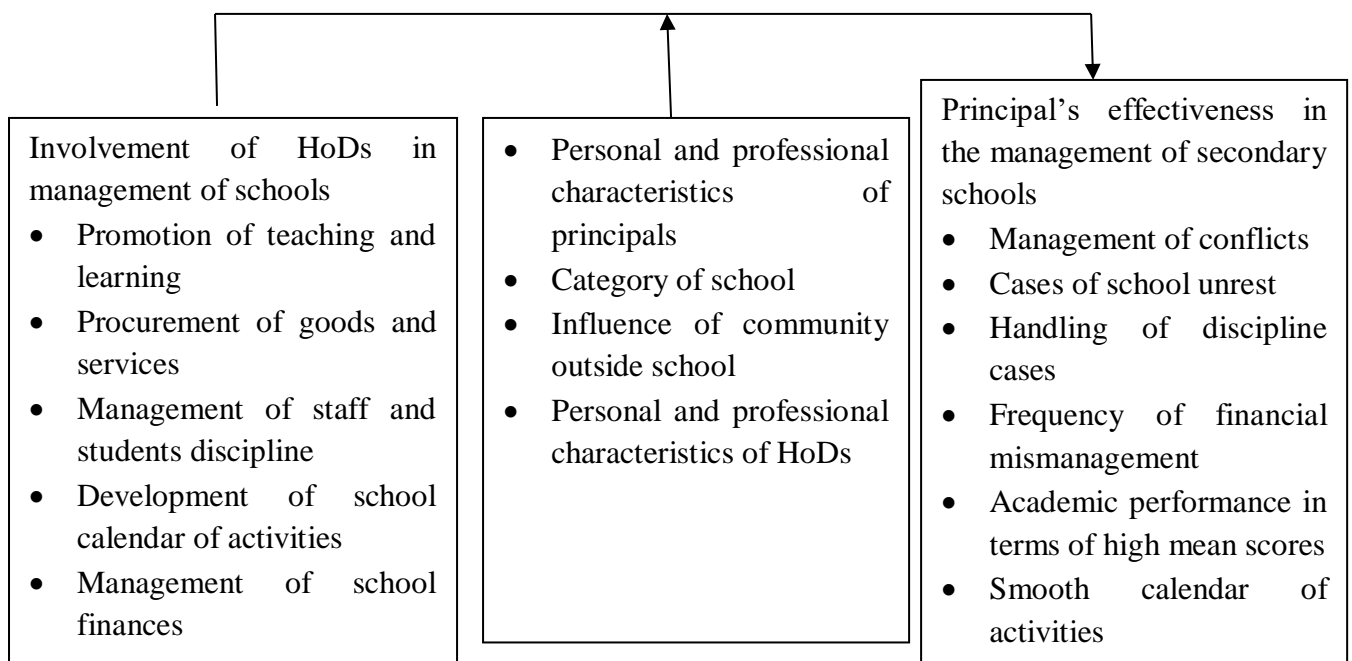 Involvement of HoDs in
management of schools
• Promotion of teaching and
learning
• Procurement of goods and
services
• Management of staff and
students discipline
• Development of school
calendar of activities
• Management of school
finances
• Personal and professional
characteristics of
principals
• Category of school
• Influence of community
outside school
• Personal and professional
characteristics of HoDs
Principal’s effectiveness in
the management of secondary
schools
• Management of conflicts
• Cases of school unrest
• Handling of discipline
cases
• Frequency of financial
mismanagement
• Academic performance in
terms of high mean scores
• Smooth calendar of
activities